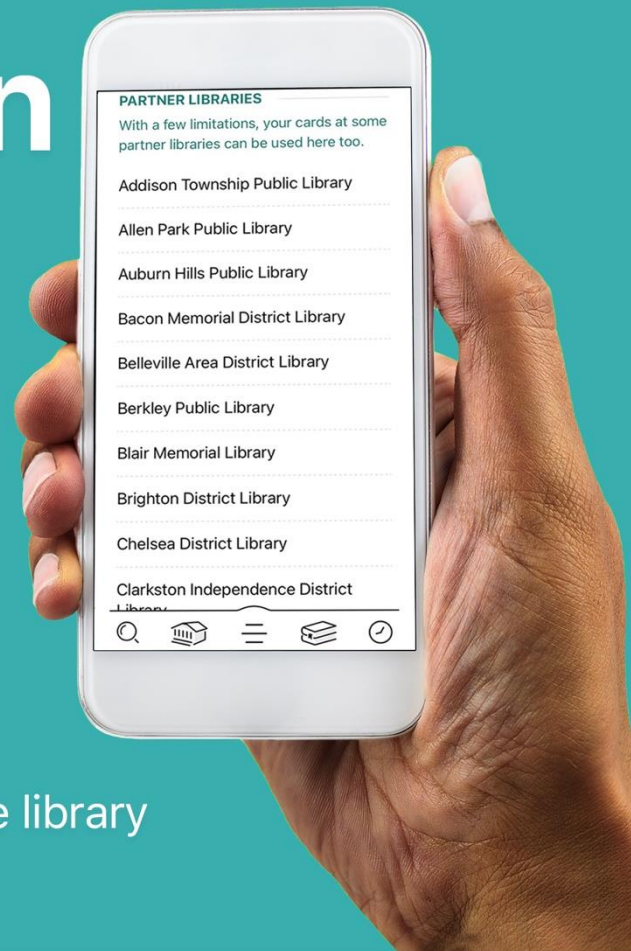 n
PARTNER LIBRARIES
With a few limitations, your cards at some
partner libraries can be used here too.
Addison Township Public Library
Allen Park Public Library
Auburn Hills Public Library
Bacon Memorial District Library
Belleville Area District Library
Berkley Public Library
Blair Memorial Library
Brighton District Library
Chelsea District Library
Clarkston Independence District
Library
e library